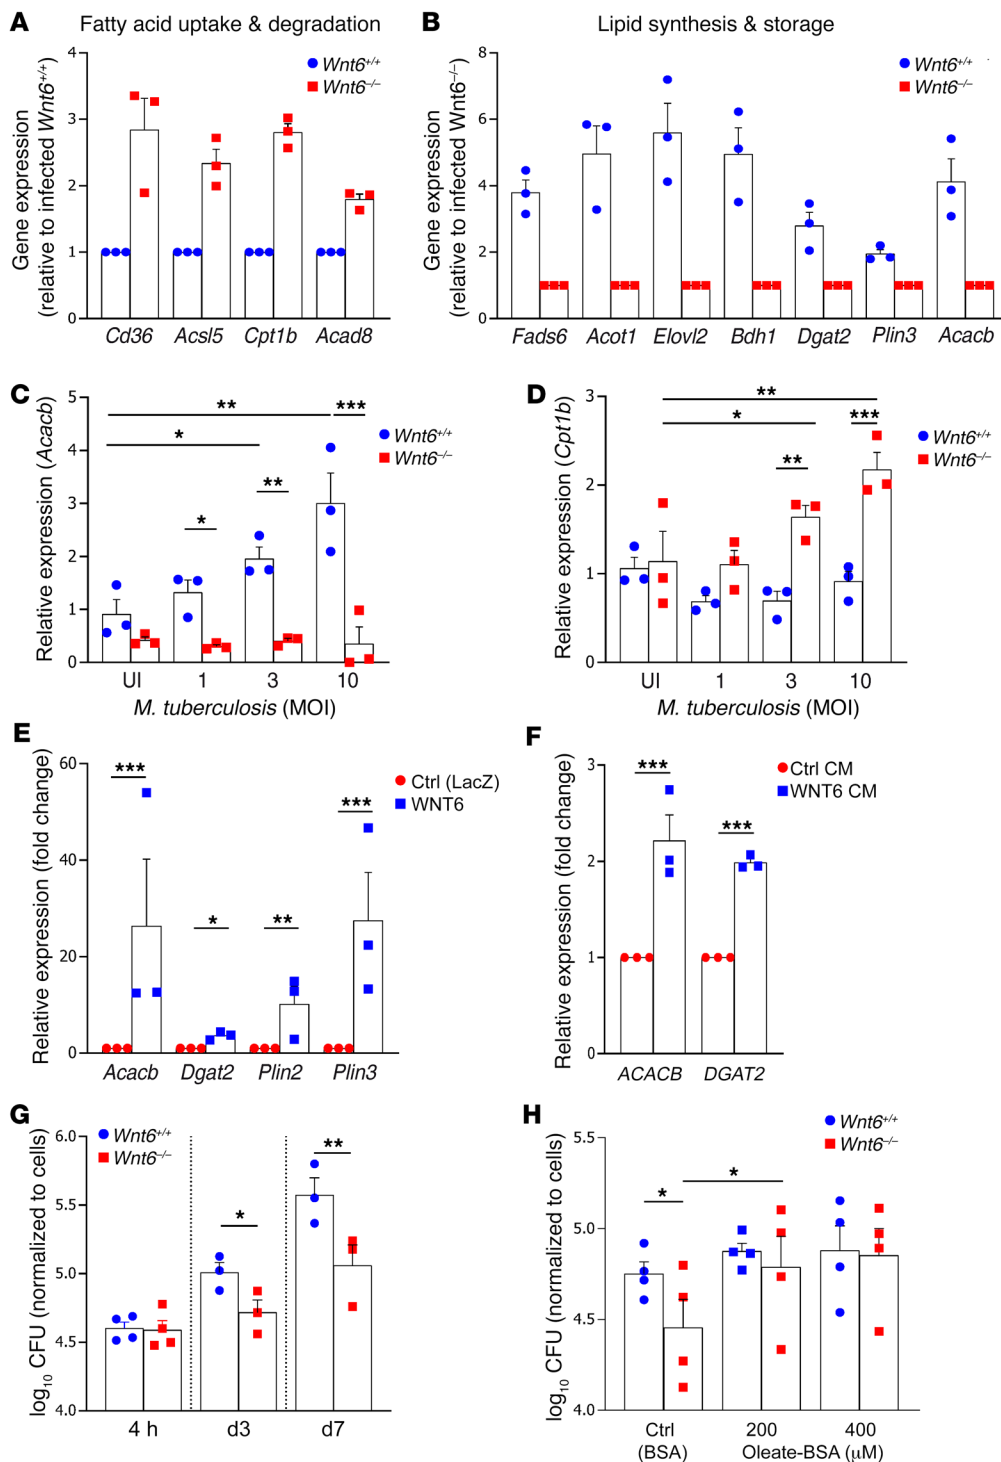 A Fatty acid uptake & degradation
Gene expression
(relative to infected Wnt6+/+)
4
3
2
1
0
Wnt6+/+
Wnt6−/−
Cd36 Acsl5 Cpt1b Acad8
B Lipid synthesis & storage
Gene expression
(relative to infected Wnt6−/−)
8
6
4
2
0
Wnt6+/+
Wnt6−/−
Fads6 Acot1 Elovl2 Bdh1 Dgat2 Plin3 Acacb
C
Relative expression (Acacb)
5
4
3
2
1
0
** ***
*
**
*
Wnt6+/+
Wnt6−/−
UI 1 3 10
M. tuberculosis (MOI)
D
Relative expression (Cpt1b)
3
2
1
0
**
* ***
**
Wnt6+/+
Wnt6−/−
UI 1 3 10
M. tuberculosis (MOI)
E
Relative expression (fold change)
60
40
20
0
***
***
* **
Ctrl (LacZ)
WNT6
Acacb Dgat2 Plin2 Plin3
F
Relative expression (fold change)
3
2
1
0
***
***
Ctrl CM
WNT6 CM
ACACB DGAT2
G
log10 CFU (normalized to cells)
6.0
5.5
5.0
4.5
4.0
Wnt6+/+
Wnt6−/−
**
*
4 h d3 d7
H
log10 CFU (normalized to cells)
5.5
5.0
4.5
4.0
Wnt6+/+
Wnt6−/−
*
*
Ctrl 200 400
(BSA) Oleate-BSA (μM)